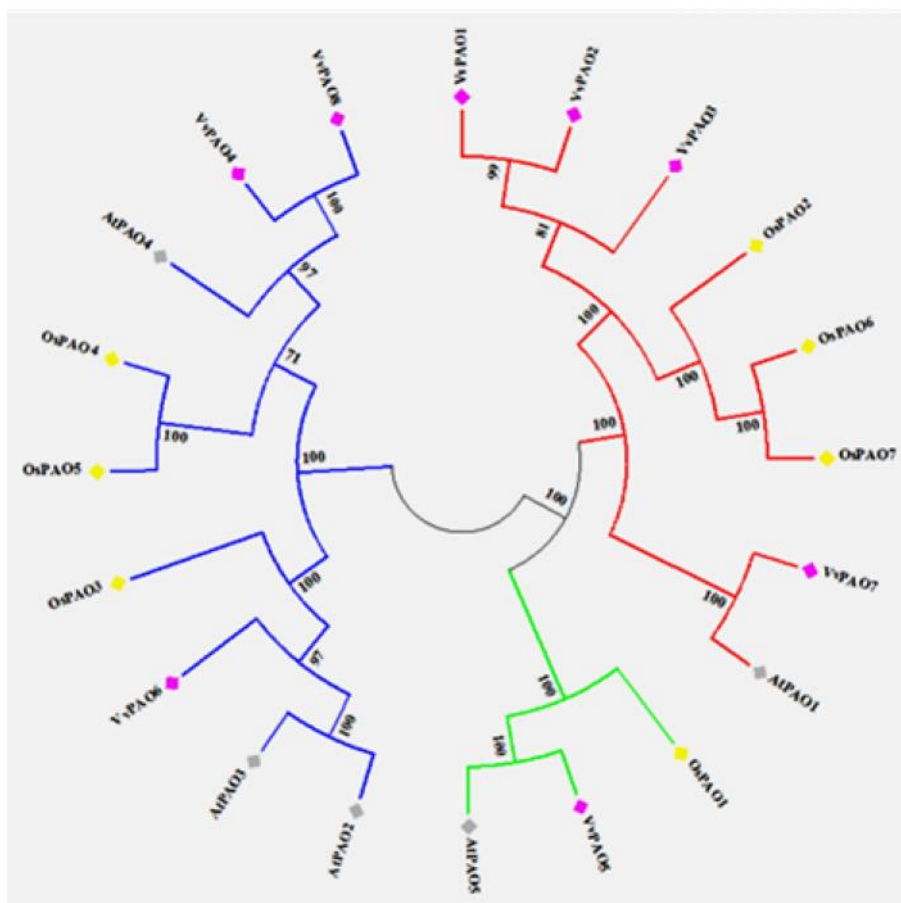 VvPAO1
VvPAO2
VvPAO3
OsPAO2
OsPAO6
OsPAO7
VvPAO7
AtPAO1
OsPAO1
VvPAO5
AtPAO5
AtPAO2
AtPAO3
VvPAO6
OsPAO3
OsPAO5
OsPAO4
AtPAO4
VvPAO4
VvPAO8
99
81
100
100
100
100
100
100
100
100
100
97
100
100
100
71
97
100